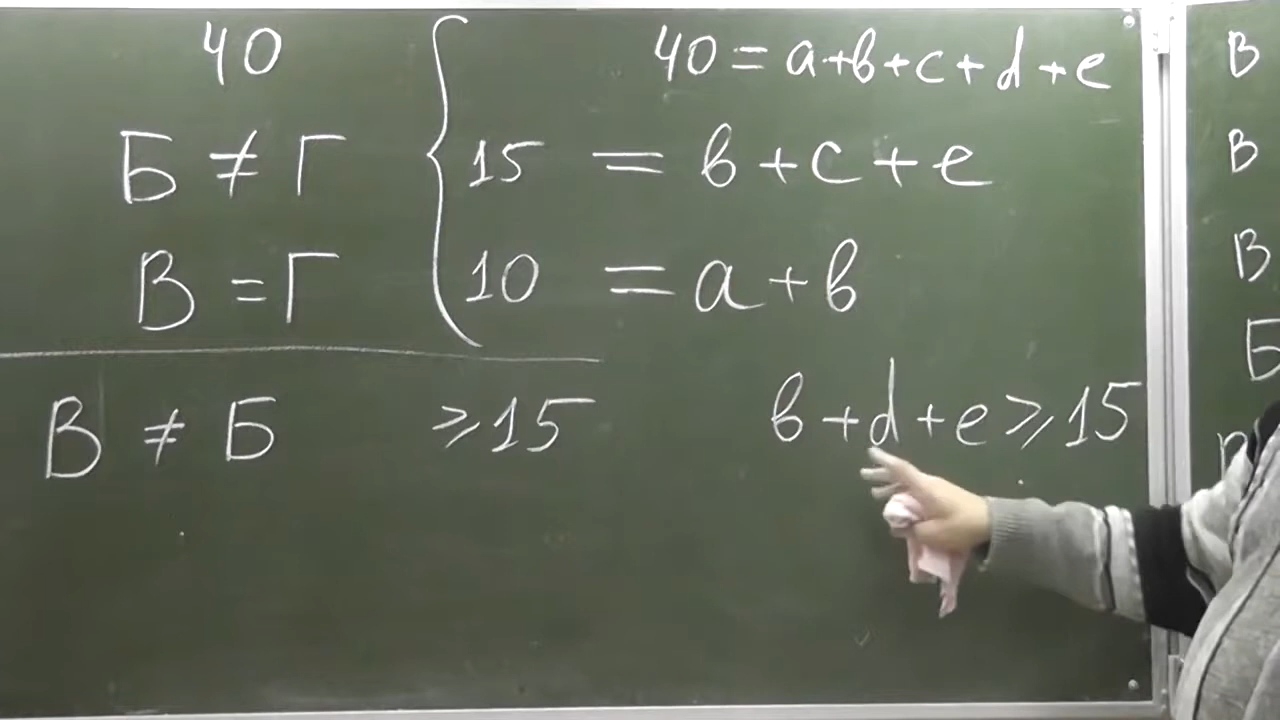 40 40 = a+b+c+d+e
Б ≠ Г 15 = b+c+e
В = Г 10 = a+b
В ≠ Б ⩾15 b+d+e⩾15
В
В
В
Б